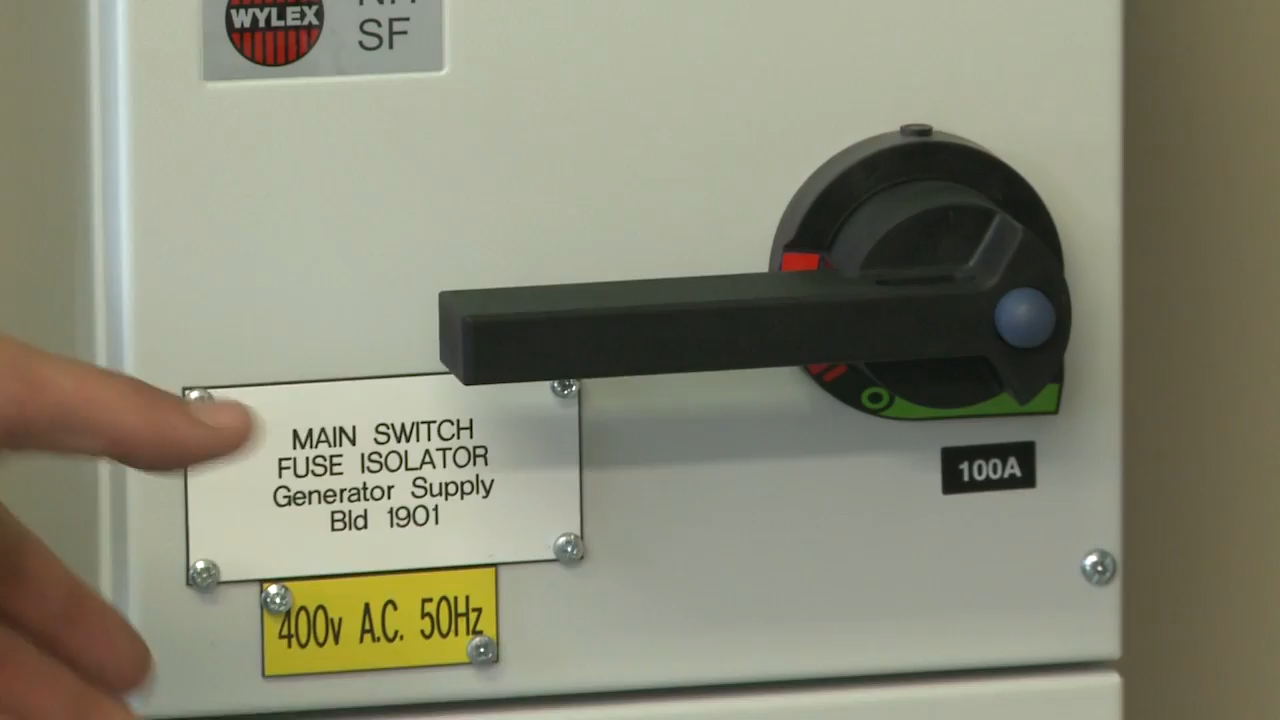 WYLEX
SF
MAIN SWITCH
FUSE ISOLATOR
Generator Supply
Bld 1901
400v A.C. 50Hz
100A